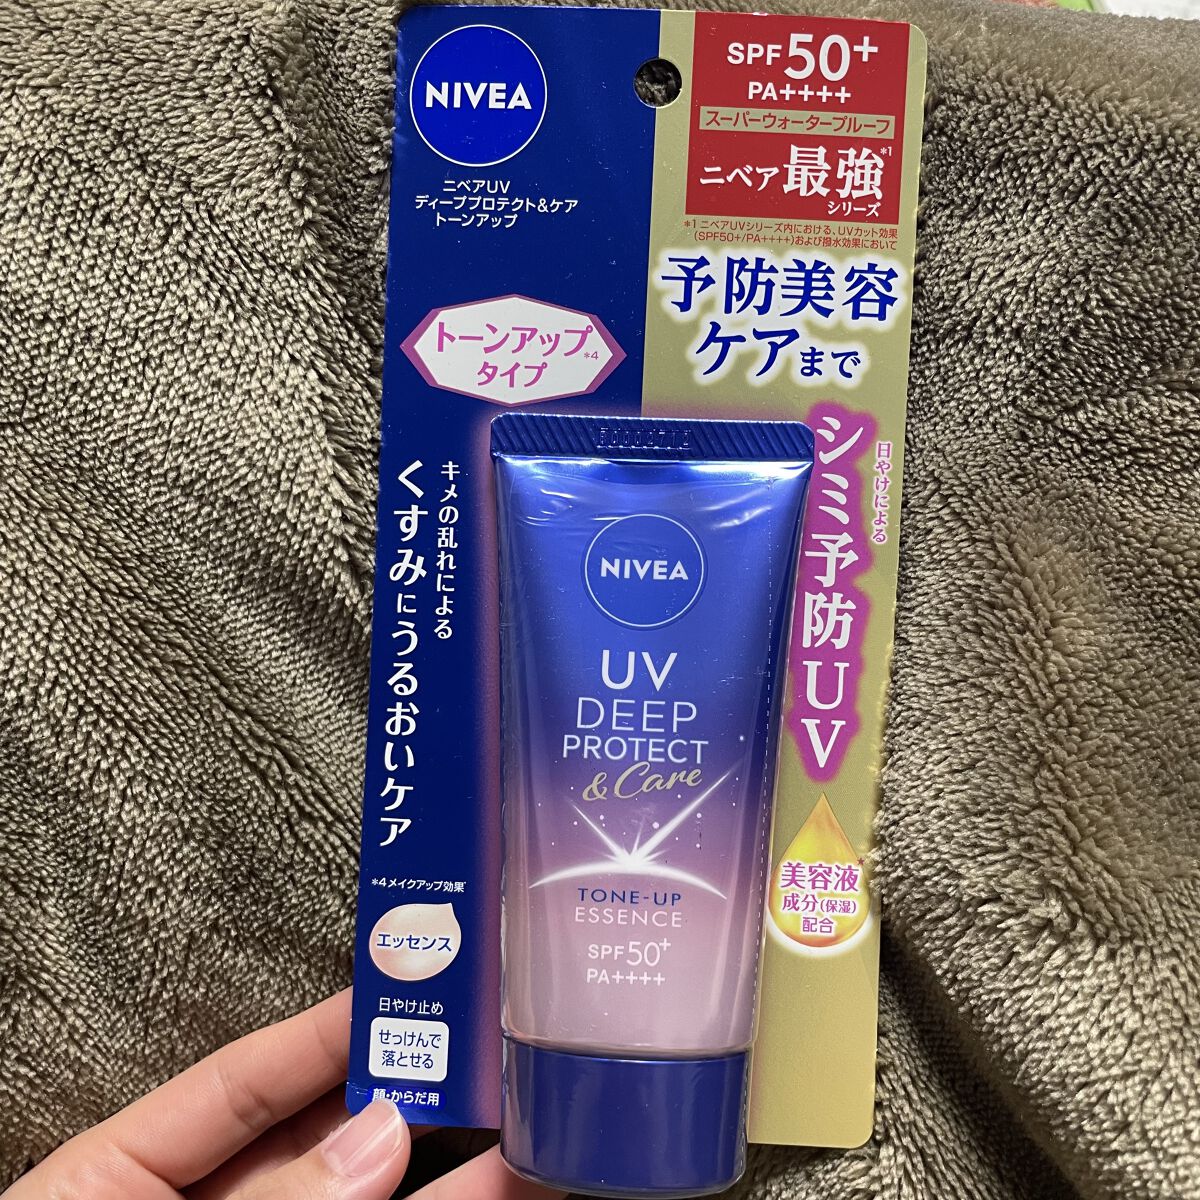 NIVEA
ニベアUV
ディーププロテクト&ケア
トーンアップ
SPF50+
PA++++
スーパーウォータープルーフ
ニベア最強*1
シリーズ
*1 ニベアUVシリーズ内における、UVカット効果
(SPF50+/PA++++)および撥水効果において
予防美容
ケアまで
トーンアップ*4
タイプ
日やけによる
シミ予防UV
キメの乱れによる
くすみにうるおいケア
*4メイクアップ効果
エッセンス
日やけ止め
せっけんで
落とせる
顔・からだ用
美容液*
成分(保湿)
配合
NIVEA
UV
DEEP
PROTECT
& Care
TONE-UP
ESSENCE
SPF50+
PA++++